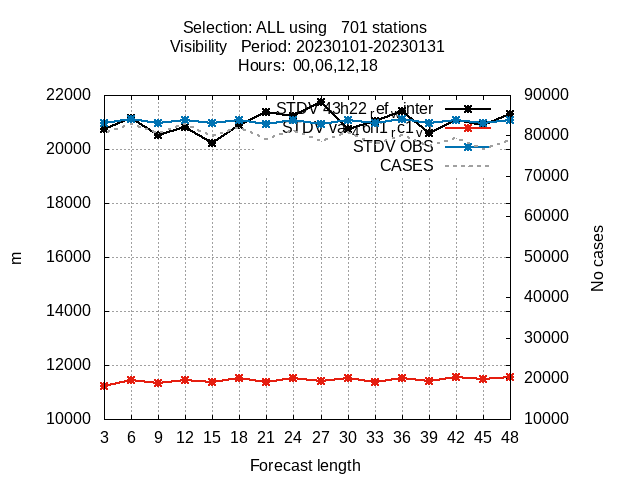 Selection: ALL using 701 stations
Visibility Period: 20230101-20230131
Hours: 00,06,12,18
22000
20000
18000
16000
14000
12000
10000
90000
80000
70000
60000
50000
40000
30000
20000
10000
m
No cases
STDV
STDV
STDV OBS
CASES
3 6 9 12 15 18 21 24 27 30 33 36 39 42 45 48
Forecast length